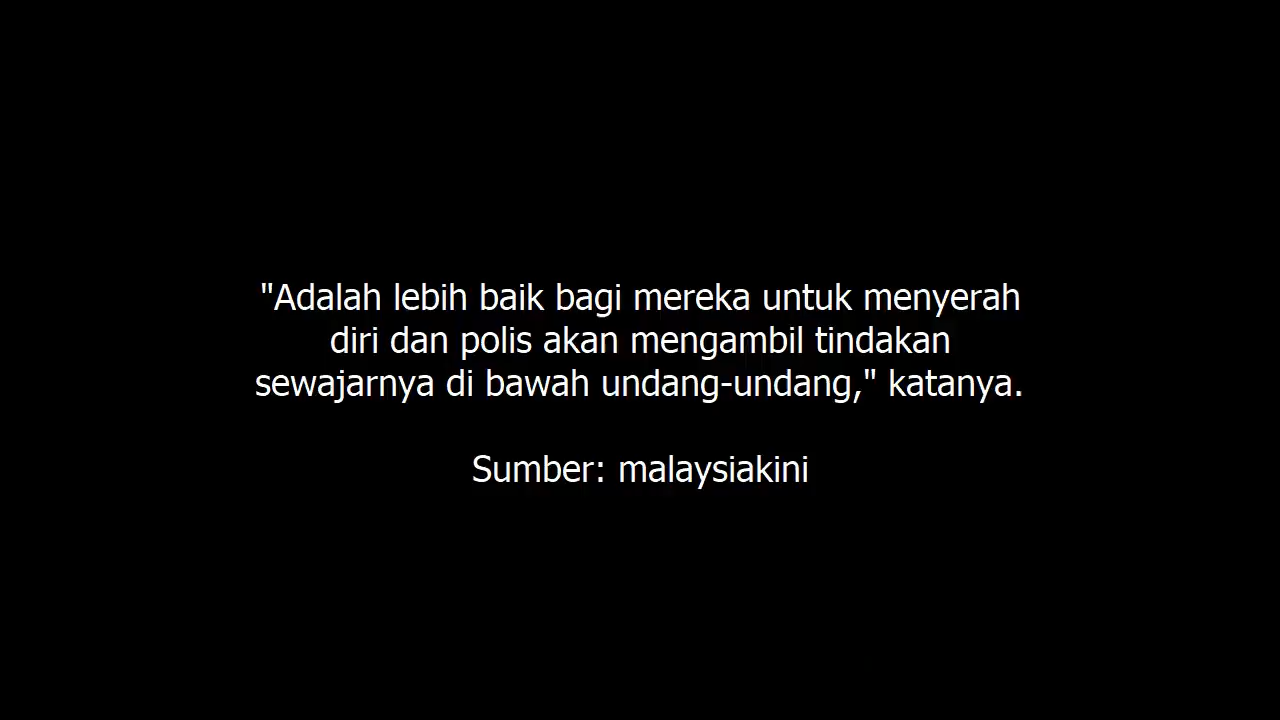 "Adalah lebih baik bagi mereka untuk menyerah
diri dan polis akan mengambil tindakan
sewajarnya di bawah undang-undang," katanya.
Sumber: malaysiakini